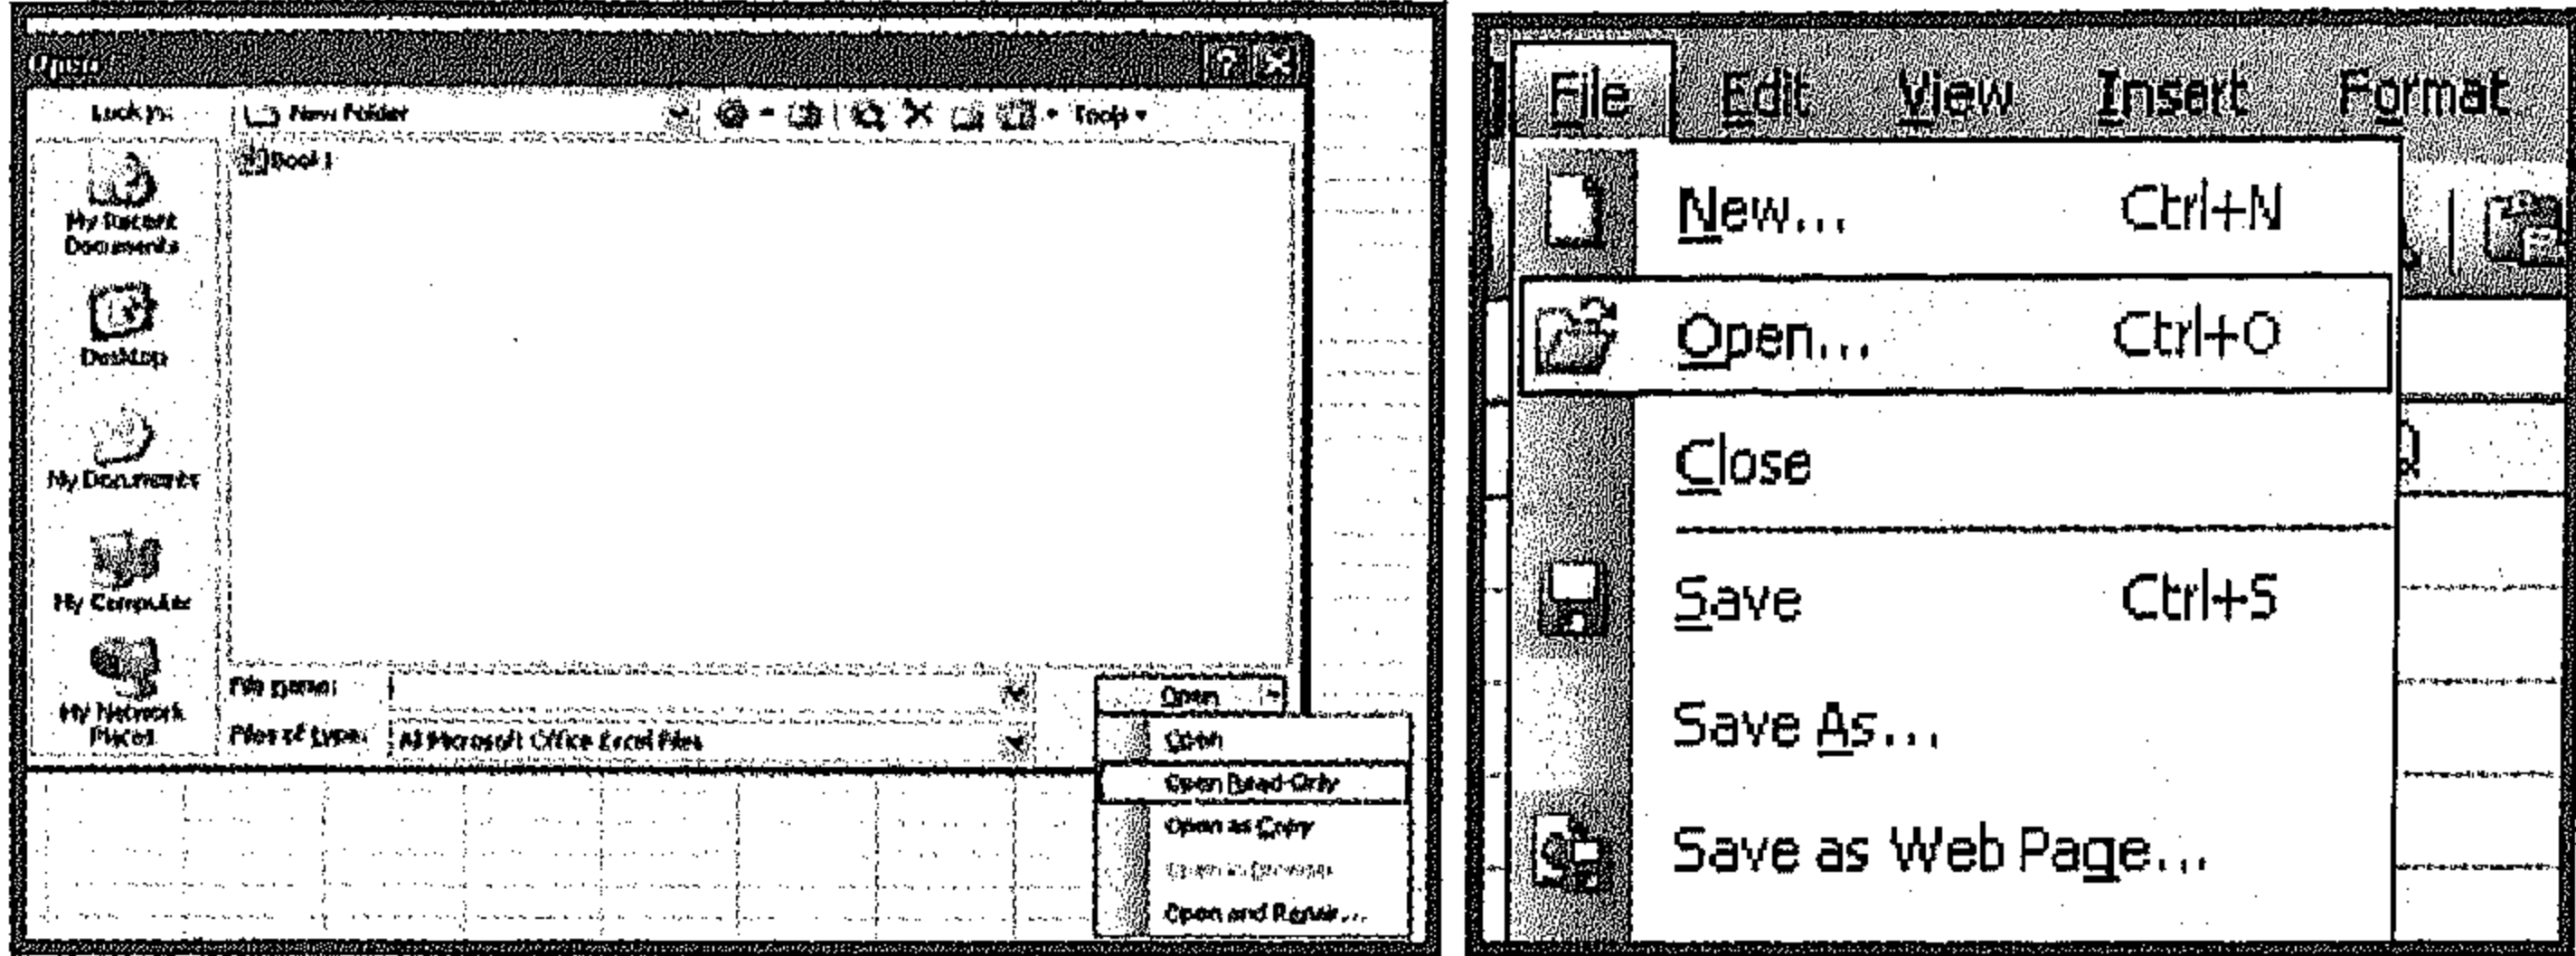 Open
Look in: New Folder Tools
Book1
My Recent
Documents
Desktop
My Documents
My Computer
My Network
Places
File name: Open
Files of type: All Microsoft Office Excel Files
Open
Open Read-Only
Open as Copy
Open in Browser
Open and Repair...
File Edit View Insert Format
New... Ctrl+N
Open... Ctrl+O
Close
Save Ctrl+S
Save As...
Save as Web Page...